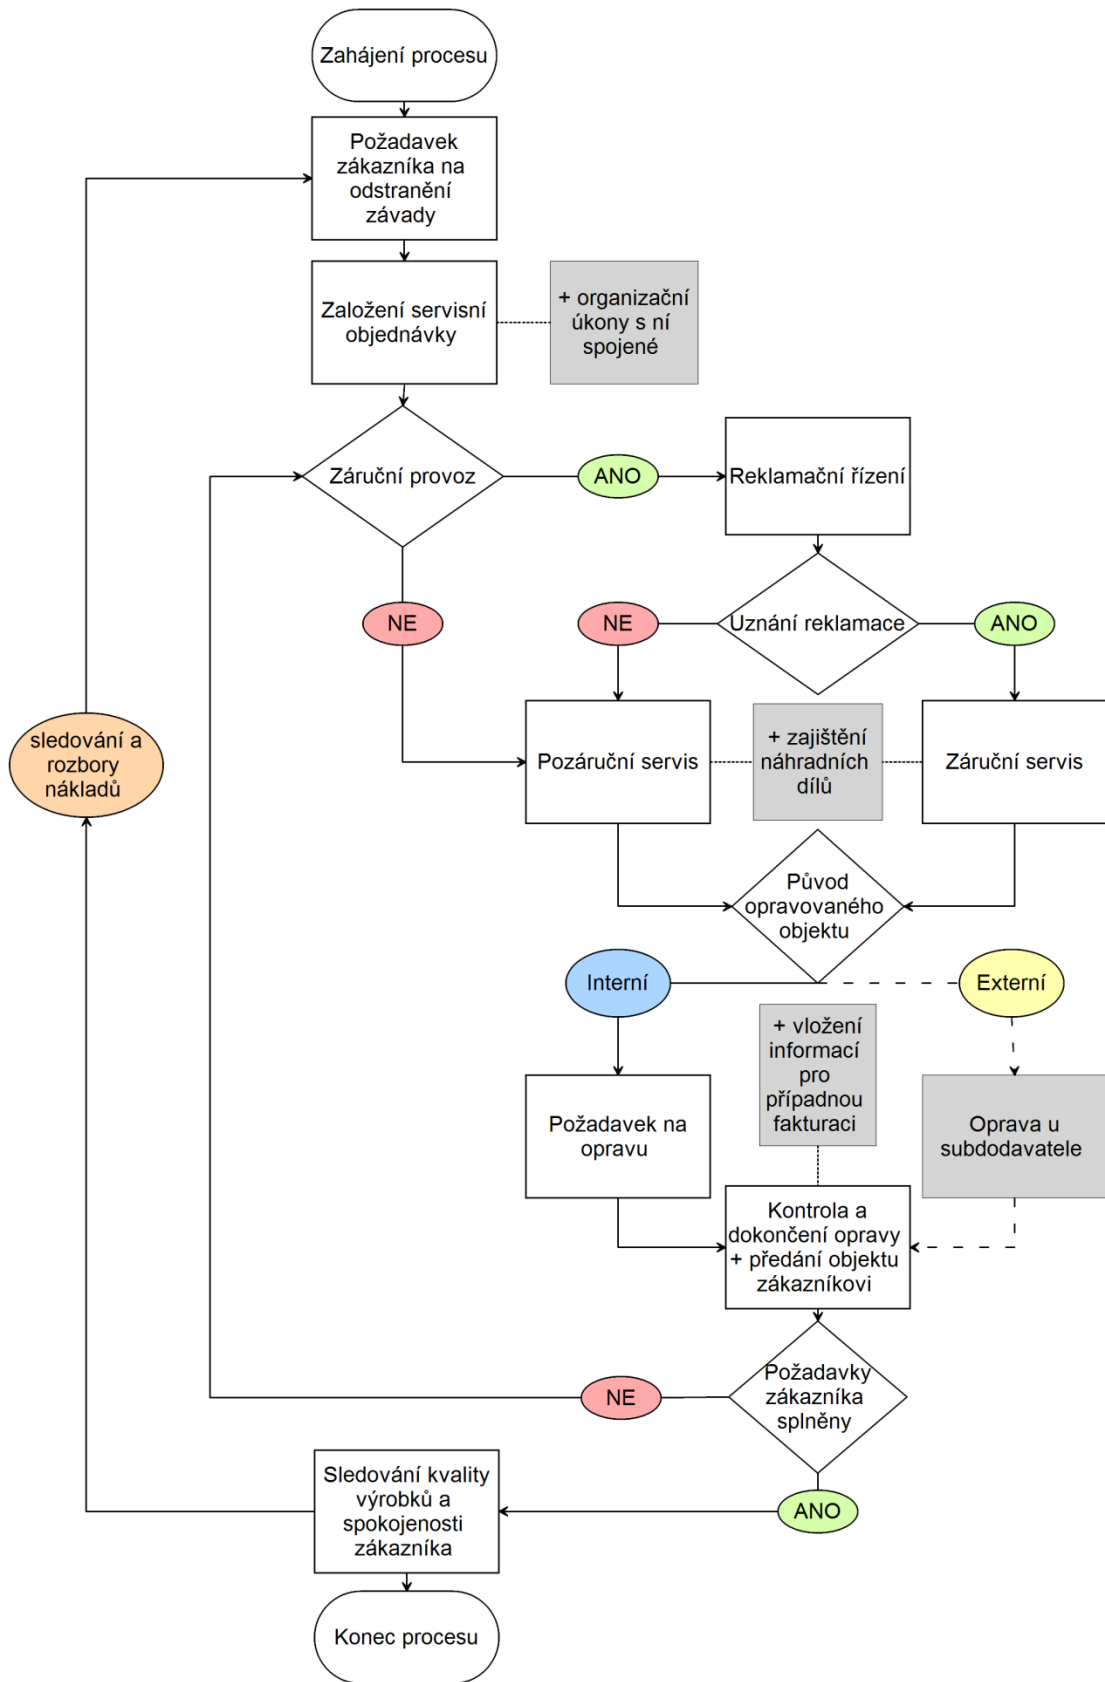 Zahájení procesu
Požadavek
zákazníka na
odstranění
závady
Založení servisní
objednávky
+ organizační
úkony s ní
spojené
Záruční provoz
ANO
Reklamační řízení
NE
NE
Uznání reklamace
ANO
sledování a
rozbory
nákladů
Pozáruční servis
+ zajištění
náhradních
dílů
Záruční servis
Původ
opravovaného
objektu
Interní
Externí
+ vložení
informací
pro
případnou
fakturaci
Požadavek na
opravu
Oprava u
subdodavatele
Kontrola a
dokončení opravy
+ předání objektu
zákazníkovi
NE
Požadavky
zákazníka
splněny
Sledování kvality
výrobků a
spokojenosti
zákazníka
ANO
Konec procesu